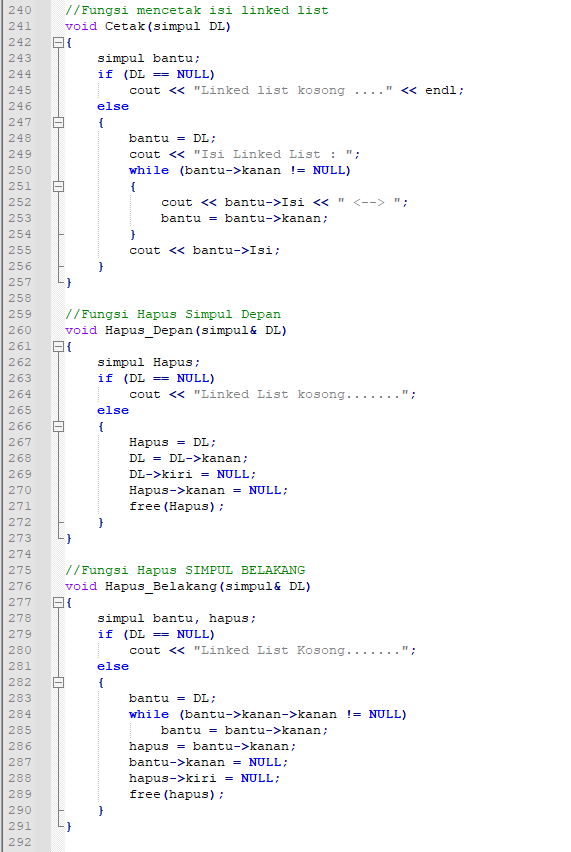 240 //Fungsi mencetak isi linked list
241 void Cetak(simpul DL)
242 {
243     simpul bantu;
244     if (DL == NULL)
245         cout << "Linked list kosong ...." << endl;
246     else
247     {
248         bantu = DL;
249         cout << "Isi Linked List : ";
250         while (bantu->kanan != NULL)
251         {
252             cout << bantu->Isi << " <--> ";
253             bantu = bantu->kanan;
254         }
255         cout << bantu->Isi;
256     }
257 }
258
259 //Fungsi Hapus Simpul Depan
260 void Hapus_Depan(simpul& DL)
261 {
262     simpul Hapus;
263     if (DL == NULL)
264         cout << "Linked List kosong.......";
265     else
266     {
267         Hapus = DL;
268         DL = DL->kanan;
269         DL->kiri = NULL;
270         Hapus->kanan = NULL;
271         free(Hapus);
272     }
273 }
274
275 //Fungsi Hapus SIMPUL BELAKANG
276 void Hapus_Belakang(simpul& DL)
277 {
278     simpul bantu, hapus;
279     if (DL == NULL)
280         cout << "Linked List Kosong.......";
281     else
282     {
283         bantu = DL;
284         while (bantu->kanan->kanan != NULL)
285             bantu = bantu->kanan;
286         hapus = bantu->kanan;
287         bantu->kanan = NULL;
288         hapus->kiri = NULL;
289         free(hapus);
290     }
291 }
292